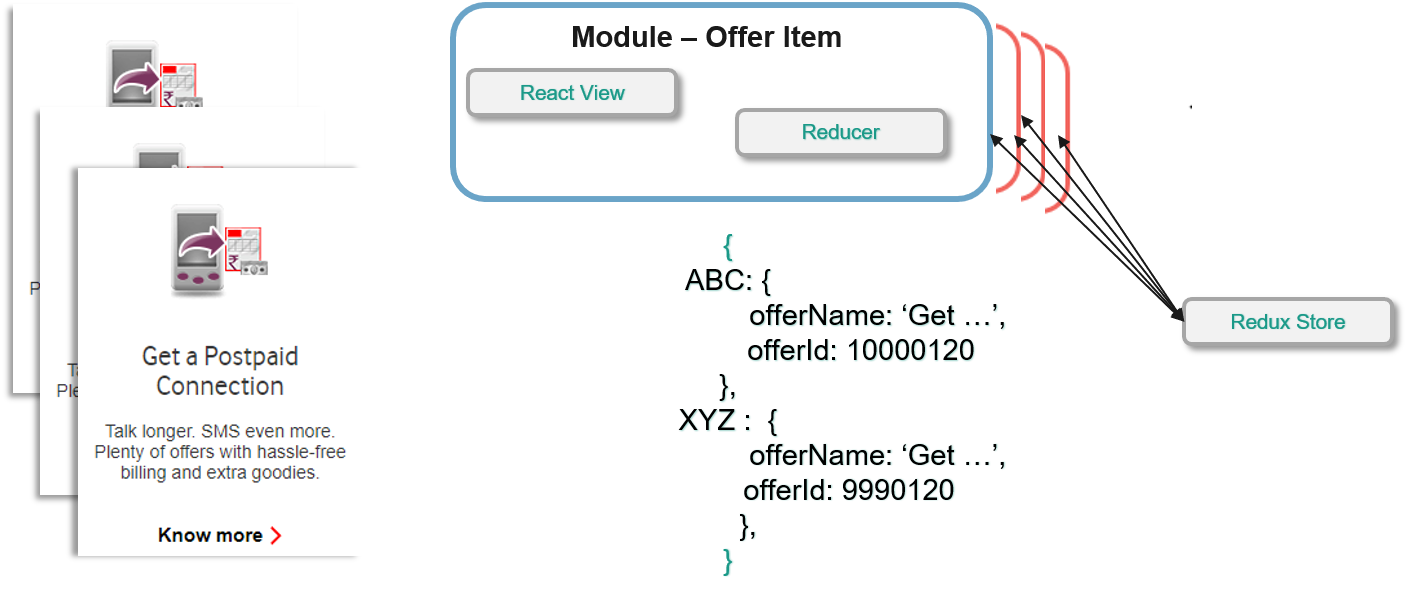 Module – Offer Item
React View
Reducer
Get a Postpaid
Connection
Talk longer. SMS even more.
Plenty of offers with hassle-free
billing and extra goodies.
Know more
{
ABC: {
offerName: ‘Get …’,
offerId: 10000120
},
XYZ : {
offerName: ‘Get …’,
offerId: 9990120
},
}
Redux Store